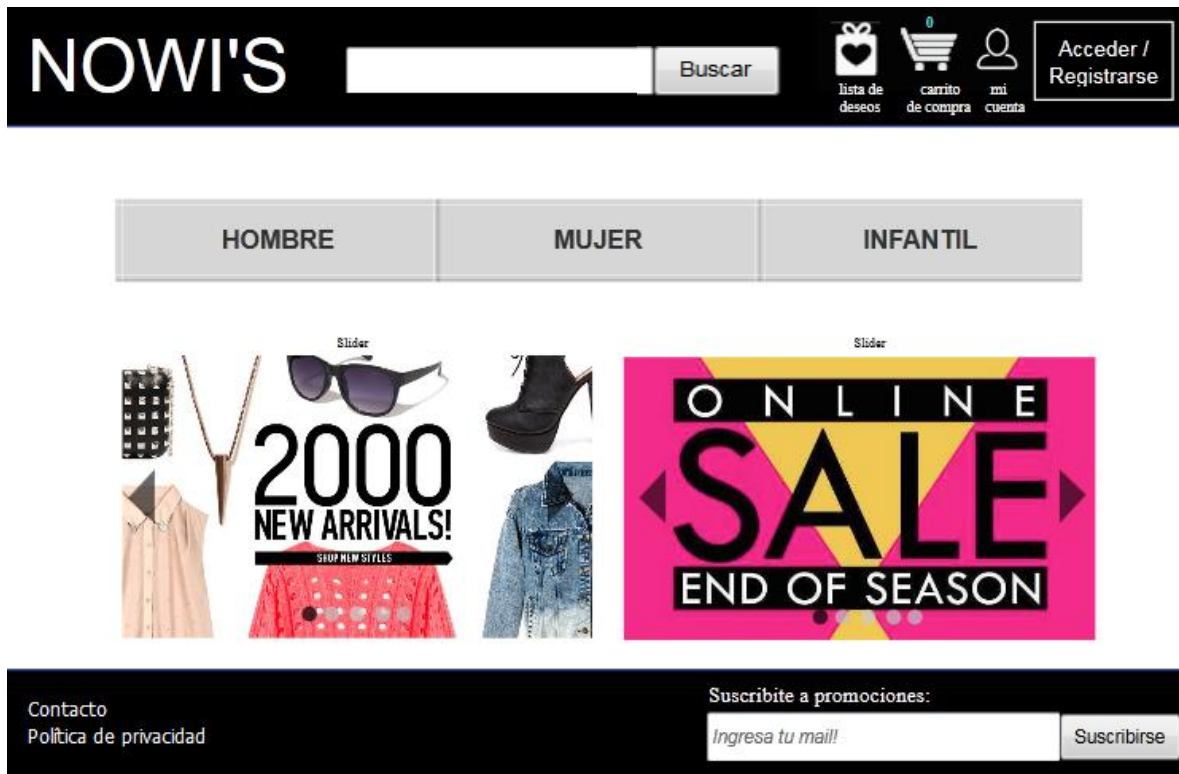 NOWI'S
Buscar
0
lista de
deseos
carrito
de compra
mi
cuenta
Acceder /
Registrarse
HOMBRE
MUJER
INFANTIL
Slider
2000
NEW ARRIVALS!
SHOP NEW STYLES
Slider
ONLINE
SALE
END OF SEASON
Contacto
Política de privacidad
Suscribite a promociones:
Ingresa tu mail!
Suscribirse